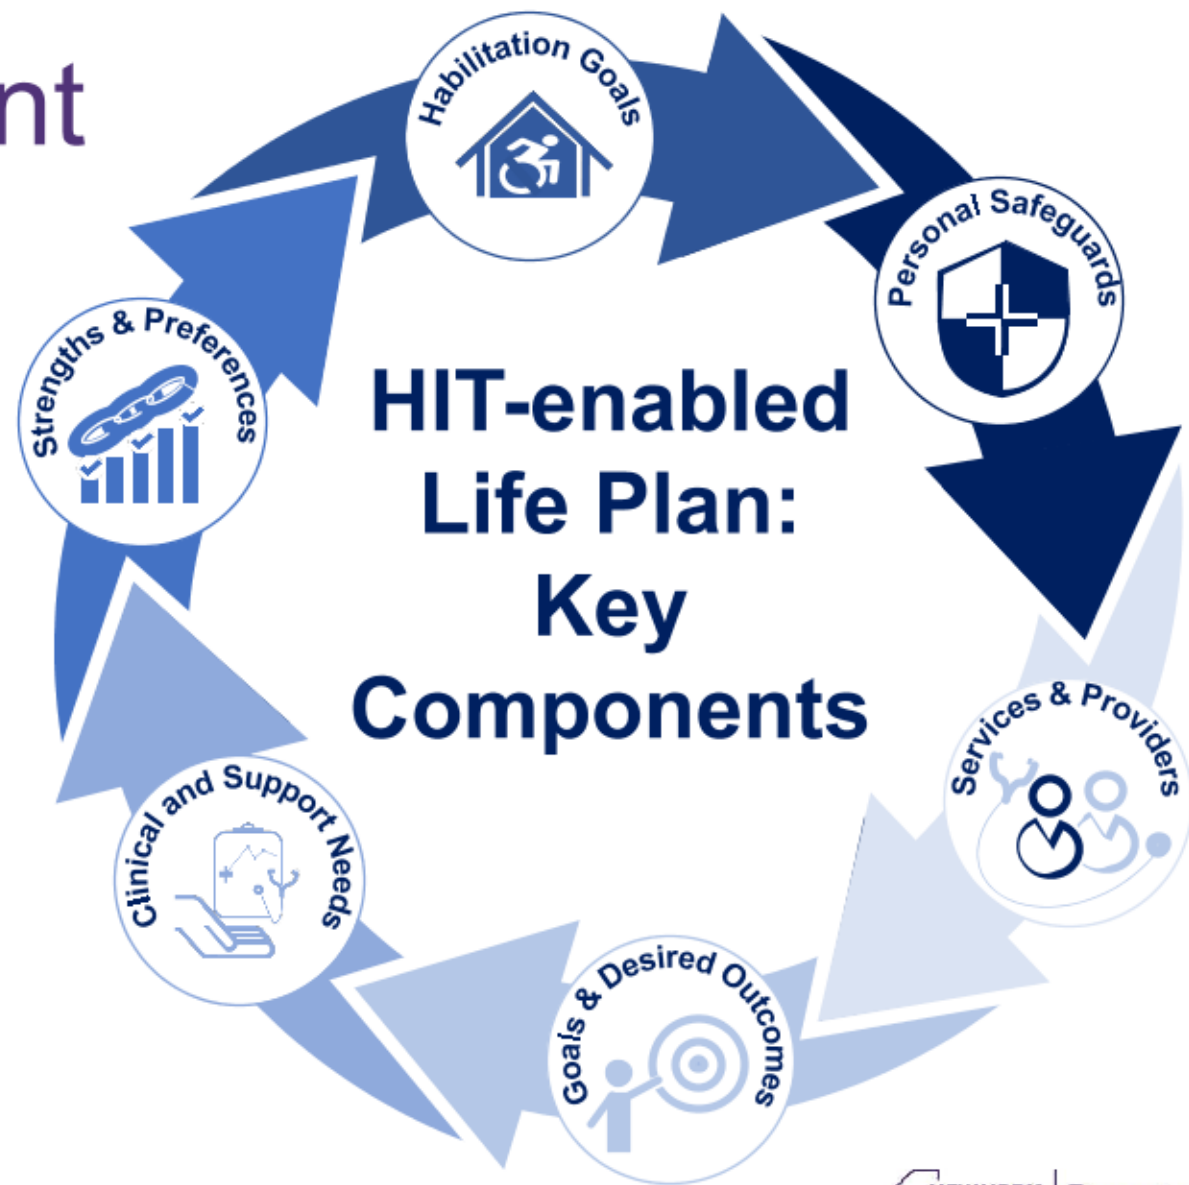 nt
Habilitation Goals
Personal Safeguards
Strengths & Preferences
HIT-enabled
Life Plan:
Key
Components
Services & Providers
Clinical and Support Needs
Goals & Desired Outcomes